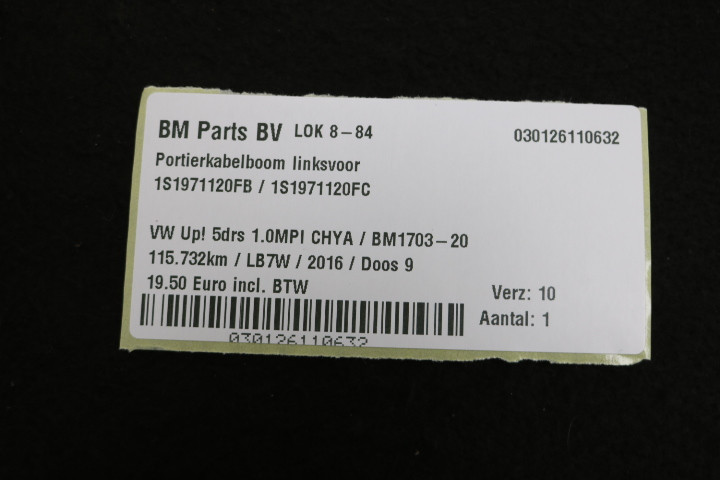 BM Parts BV LOK 8-84 030126110632
Portierkabelboom linksvoor
1S1971120FB / 1S1971120FC
VW Up! 5drs 1.0MPI CHYA / BM1703-20
115.732km / LB7W / 2016 / Doos 9
19.50 Euro incl. BTW
Verz: 10
Aantal: 1
030126110632